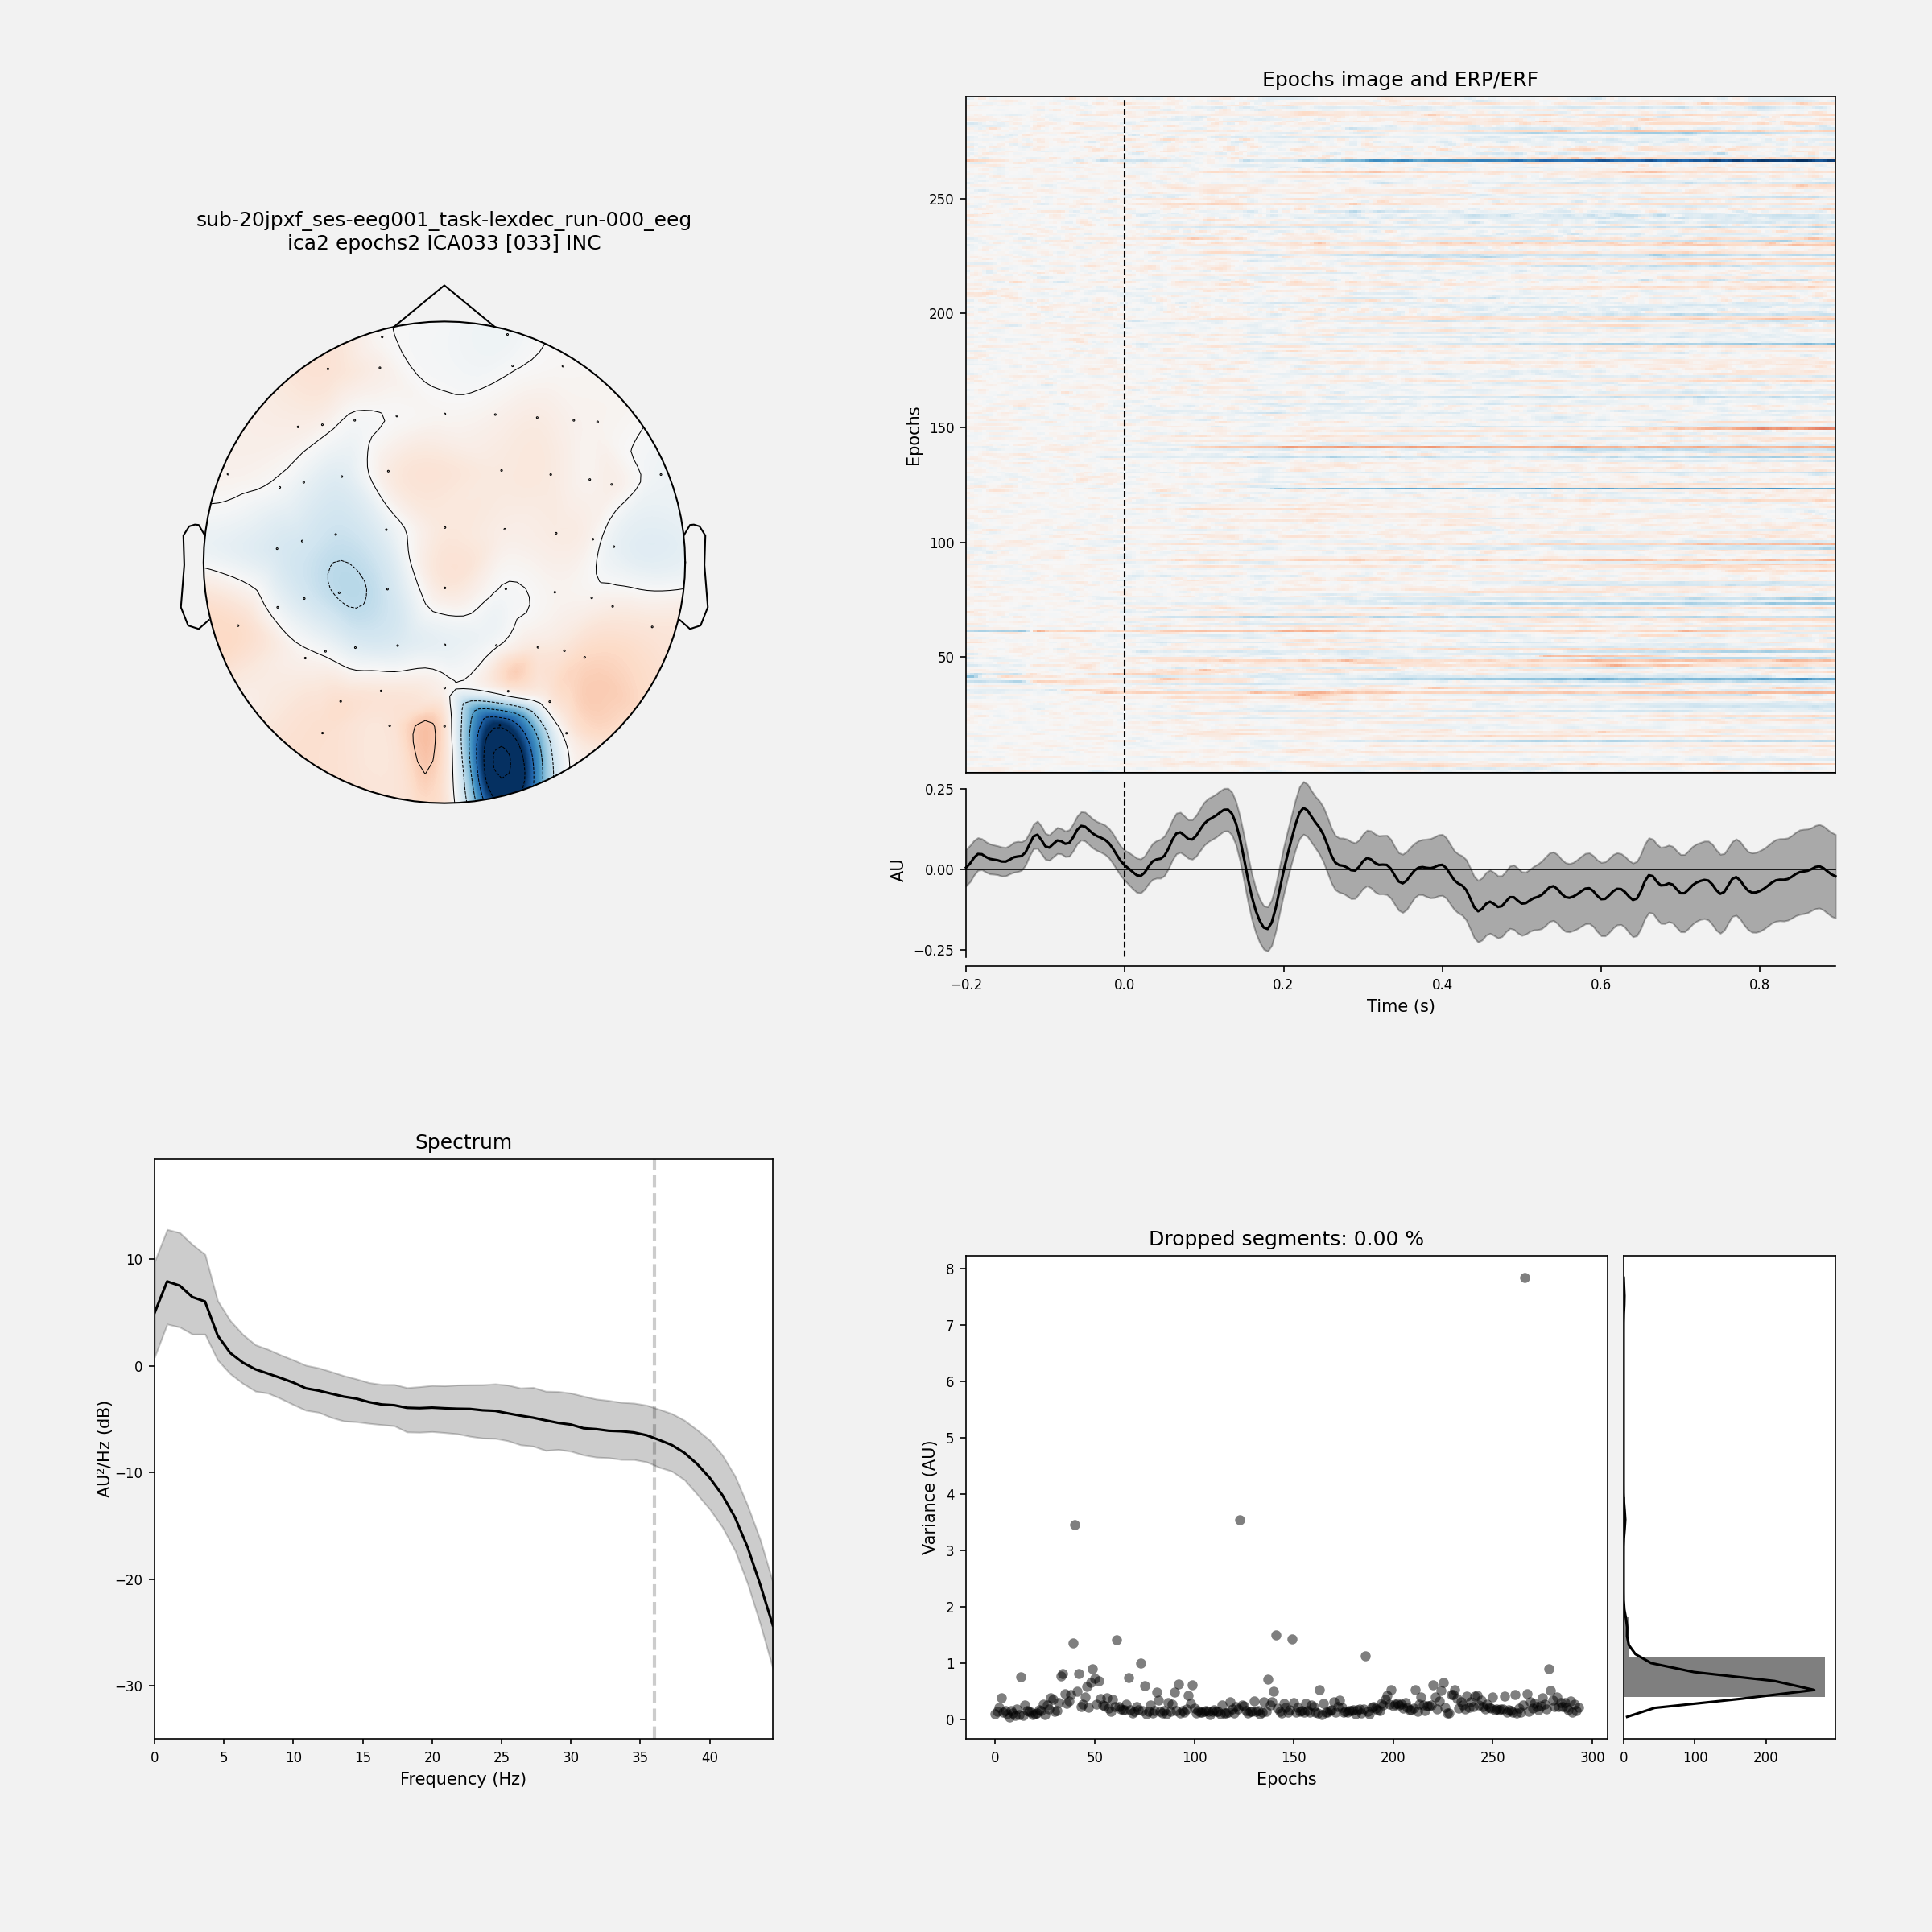 sub-20jpxf_ses-eeg001_task-lexdec_run-000_eeg
ica2 epochs2 ICA033 [033] INC
Epochs image and ERP/ERF
Epochs
250
200
150
100
50
AU
0.25
0.00
−0.25
−0.2 0.0 0.2 0.4 0.6 0.8
Time (s)
Spectrum
AU²/Hz (dB)
10
0
−10
−20
−30
0 5 10 15 20 25 30 35 40
Frequency (Hz)
Dropped segments: 0.00 %
Variance (AU)
8
7
6
5
4
3
2
1
0
0 50 100 150 200 250 300
Epochs
0 100 200